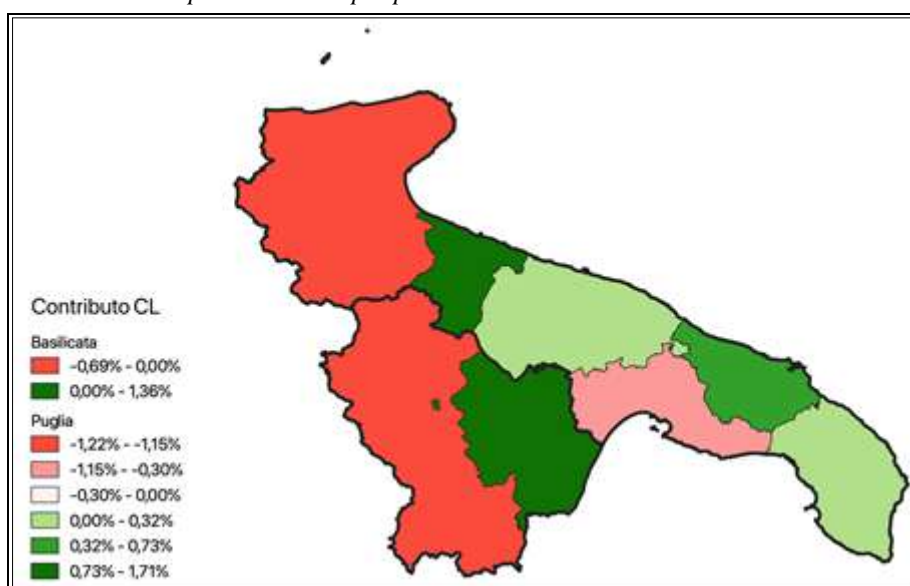 Contributo CL
Basilicata
-0,69% - 0,00%
0,00% - 1,36%
Puglia
-1,22% - -1,15%
-1,15% - -0,30%
-0,30% - 0,00%
0,00% - 0,32%
0,32% - 0,73%
0,73% - 1,71%